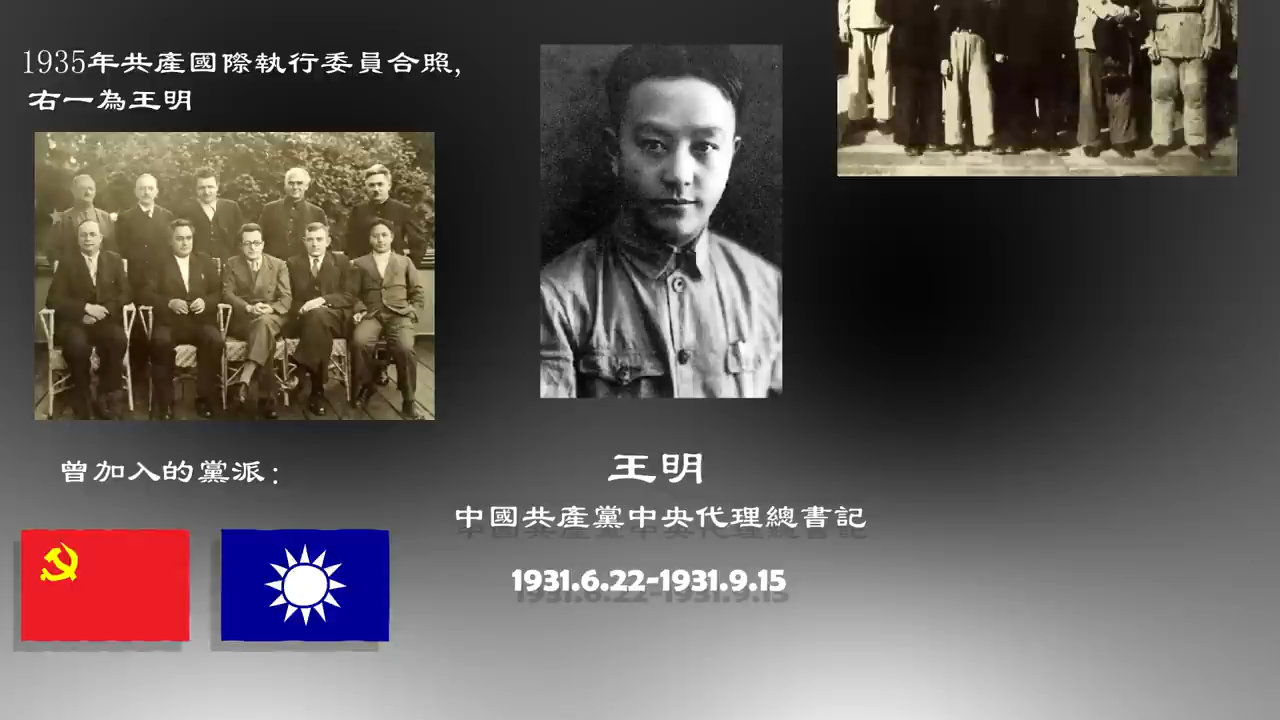 1935年共產國際執行委員合照,
右一為王明
曾加入的黨派:
王明
中國共產黨中央代理總書記
1931.6.22-1931.9.15